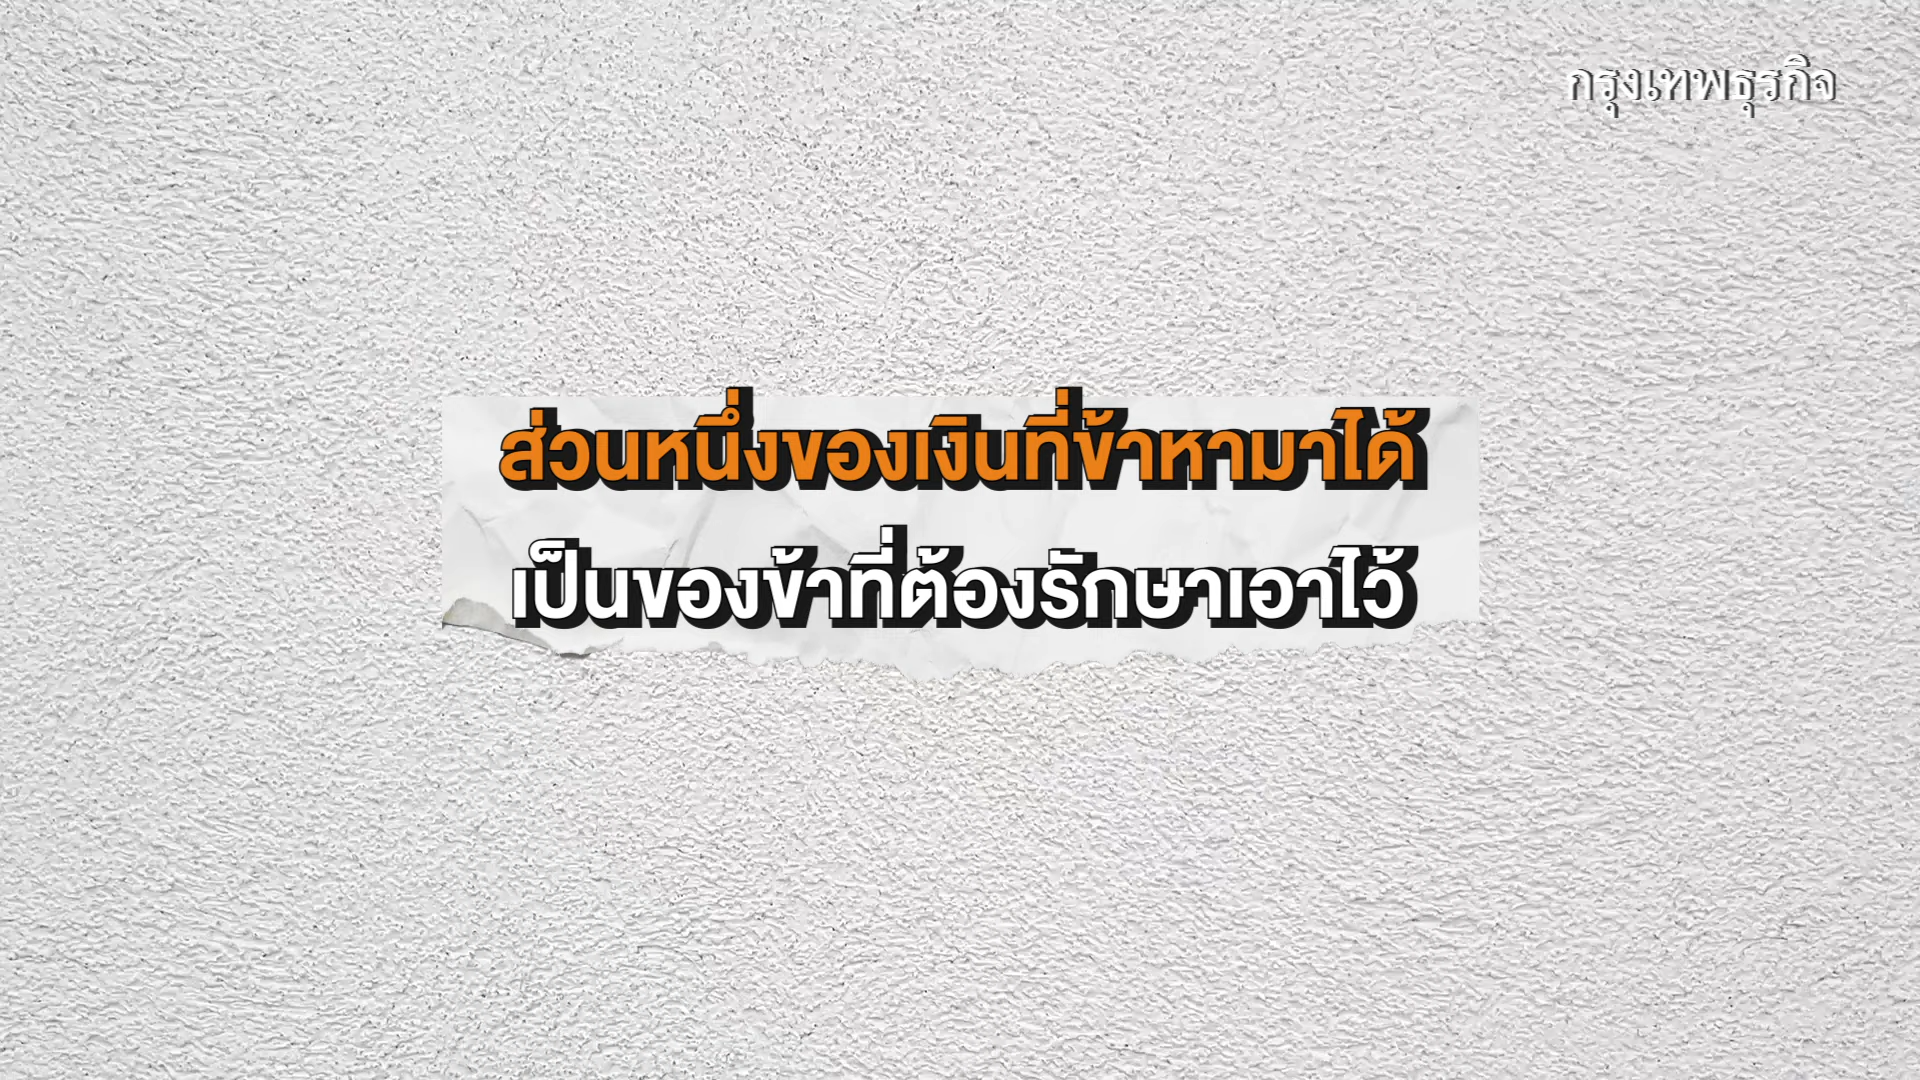 กรุงเทพธุรกิจ
ส่วนหนึ่งของเงินที่ข้าหามาได้
เป็นของข้าที่ต้องรักษาเอาไว้